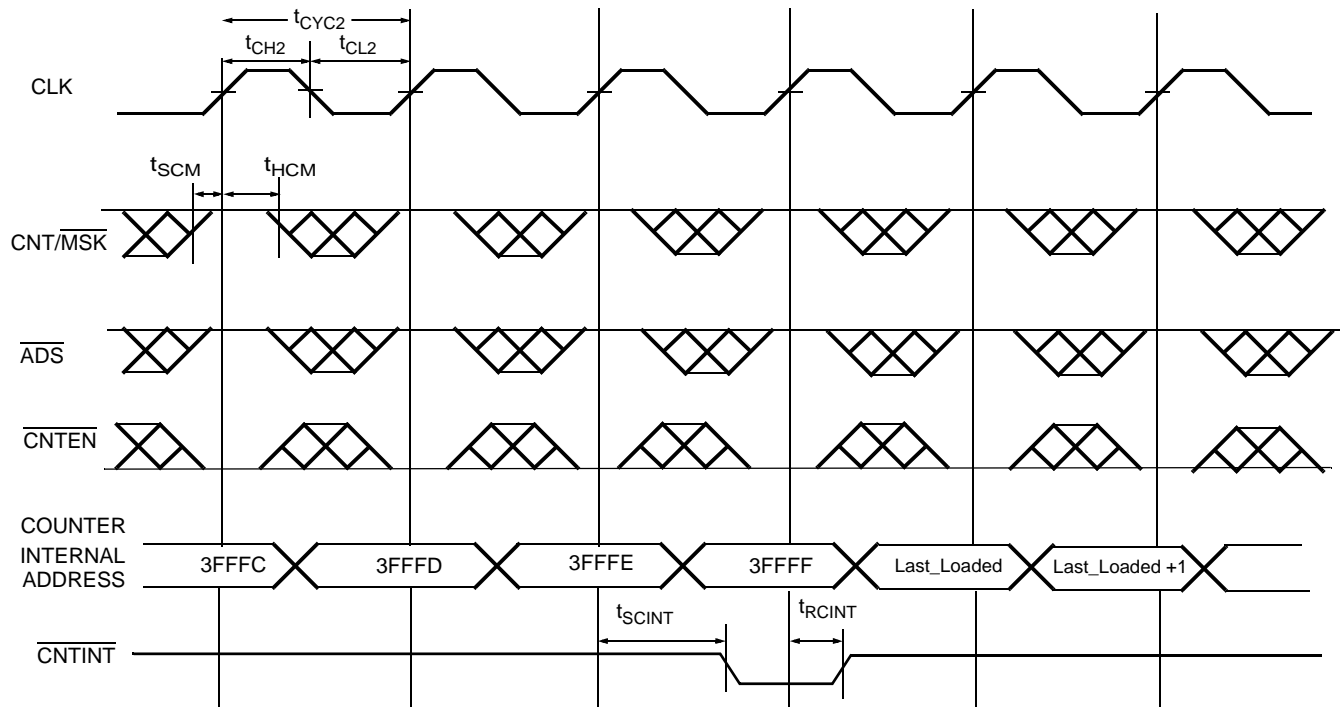 tCYC2
tCH2
tCL2
CLK
tSCM
tHCM
CNT/MSK
ADS
CNTEN
COUNTER
INTERNAL
ADDRESS
3FFFC
3FFFD
3FFFE
3FFFF
Last_Loaded
Last_Loaded +1
tSCINT
tRCINT
CNTINT